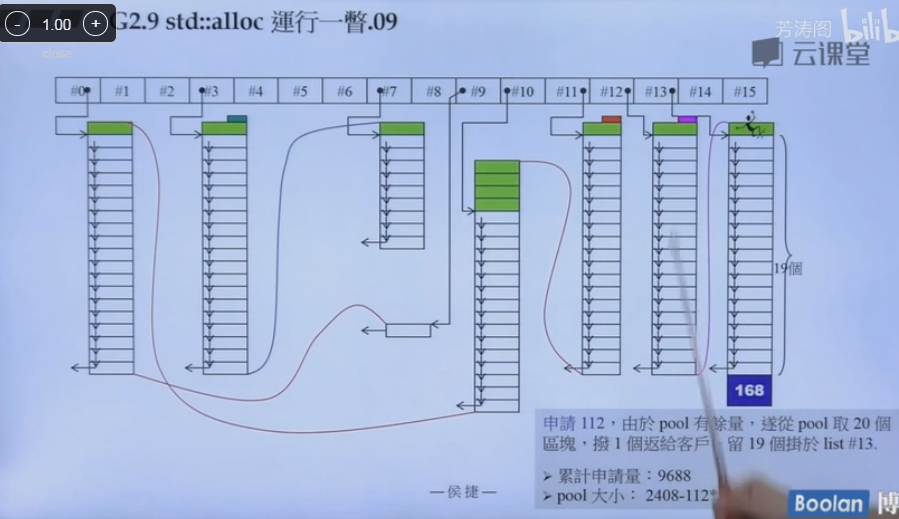 - 1.00 +
close
G2.9 std::alloc 運行一瞥.09
芳涛阁 bilib
云课堂
#0 #1 #2 #3 #4 #5 #6 #7 #8 #9 #10 #11 #12 #13 #14 #15
19個
168
申請 112，由於 pool 有餘量，遂從 pool 取 20 個
區塊，撥 1 個返給客戶，留 19 個掛於 list #13.
➢ 累計申請量：9688
➢ pool 大小： 2408-112*
—侯捷—
Boolan 博